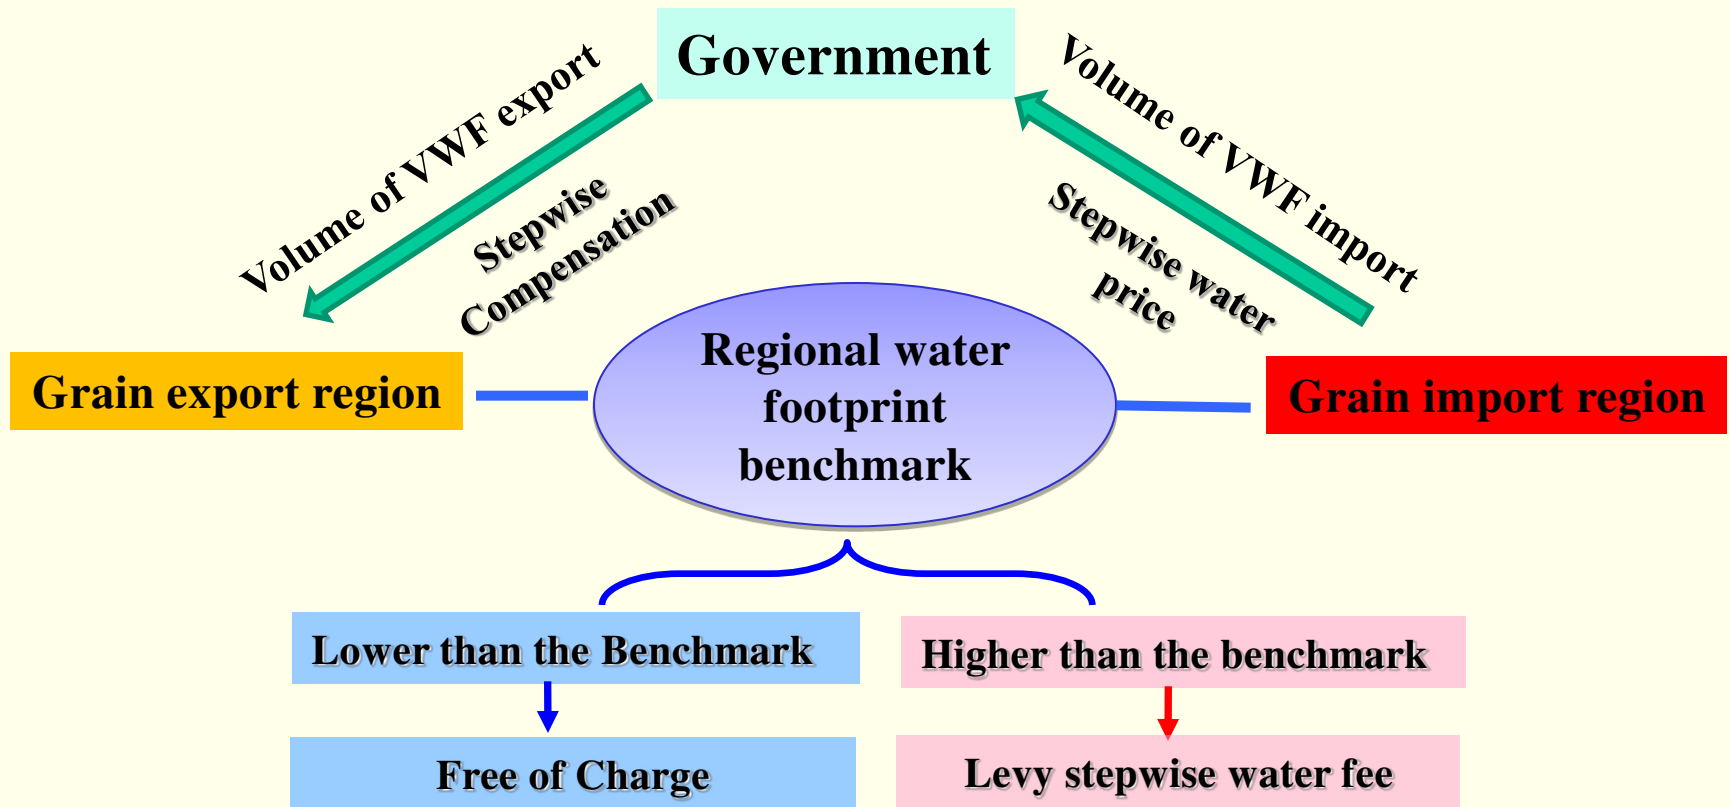 Government
Volume of VWF export
Volume of VWF import
Stepwise
Compensation
Stepwise water
price
Regional water
footprint
benchmark
Grain export region
Grain import region
Lower than the Benchmark
Higher than the benchmark
Free of Charge
Levy stepwise water fee